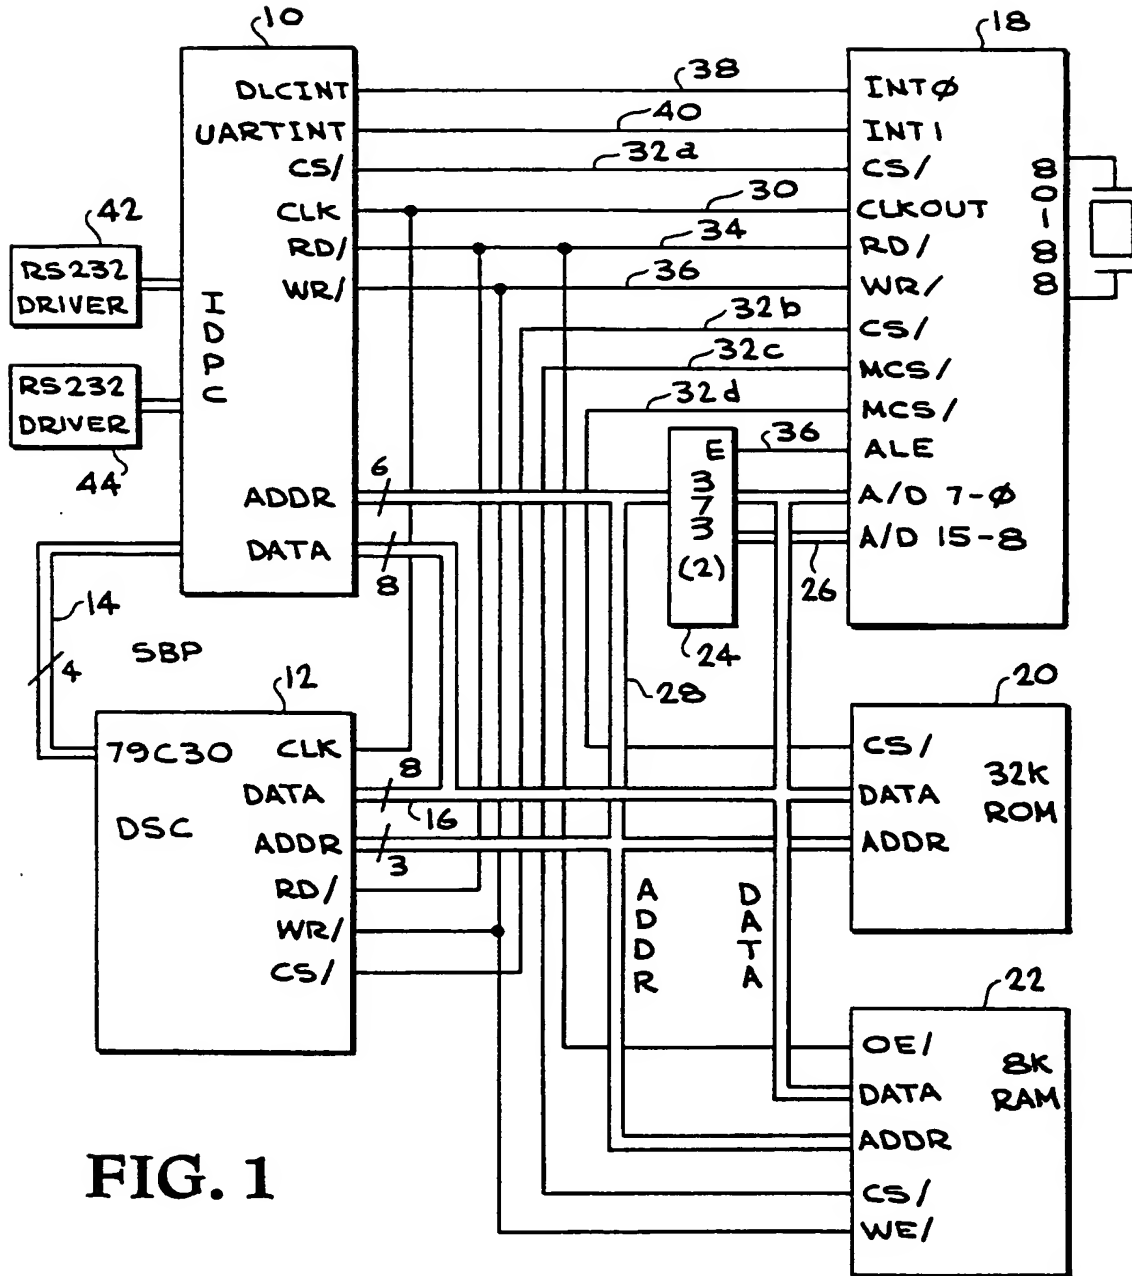 10
18
DLCINT
38
INTØ
UARTINT
40
INT1
CS/
32a
CS/
CLK
30
CLKOUT
RD/
34
RD/
WR/
36
WR/
32b
CS/
32c
MCS/
32d
MCS/
36
ALE
80188
42
RS232
DRIVER
IDPC
RS232
DRIVER
44
E
373
(2)
24
ADDR
6
A/D 7-Ø
DATA
8
A/D 15-8
26
14
4
SBP
12
28
20
79C30
DSC
CLK
DATA
8
16
ADDR
3
RD/
WR/
CS/
CS/
DATA
ADDR
32K
ROM
ADDR
DATA
22
OE/
DATA
ADDR
CS/
WE/
8K
RAM
FIG. 1